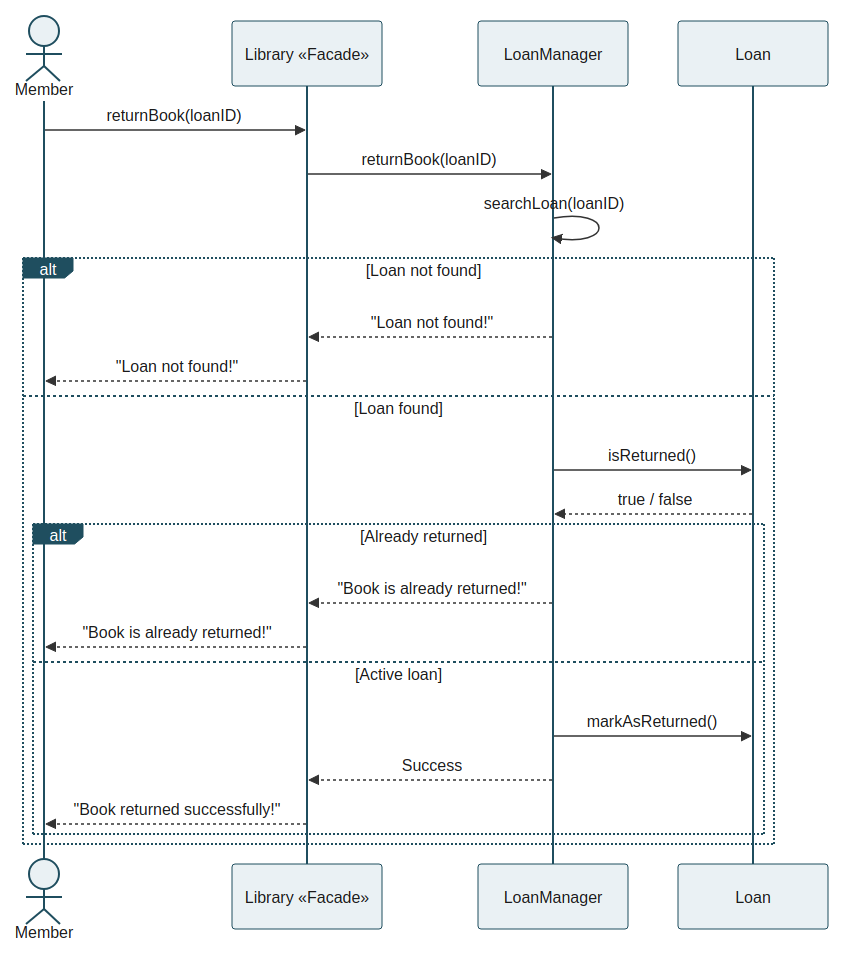 Member
Library «Facade»
LoanManager
Loan
returnBook(loanID)
returnBook(loanID)
searchLoan(loanID)
alt
[Loan not found]
"Loan not found!"
"Loan not found!"
[Loan found]
isReturned()
true / false
alt
[Already returned]
"Book is already returned!"
"Book is already returned!"
[Active loan]
markAsReturned()
Success
"Book returned successfully!"
Member
Library «Facade»
LoanManager
Loan